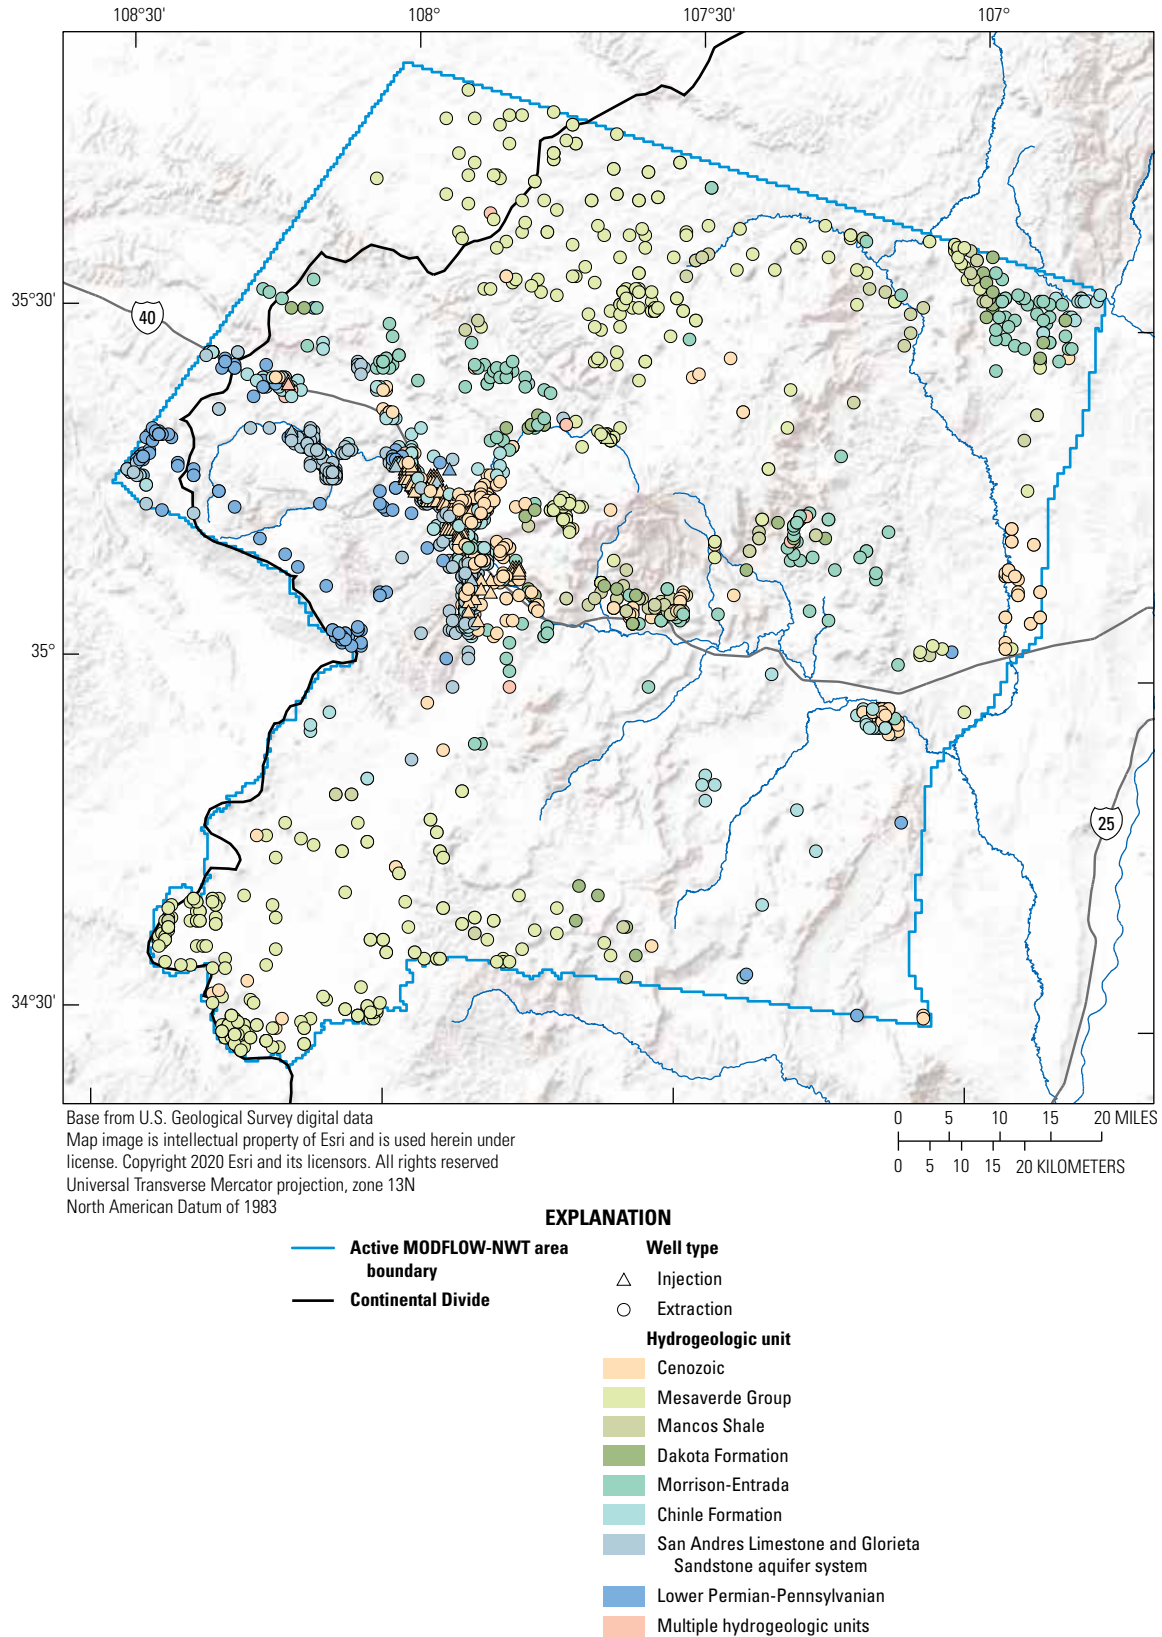 108°30'
108°
107°30'
107°
35°30'
40
35°
25
34°30'
Base from U.S. Geological Survey digital data
Map image is intellectual property of Esri and is used herein under
license. Copyright 2020 Esri and its licensors. All rights reserved
Universal Transverse Mercator projection, zone 13N
North American Datum of 1983
0 5 10 15 20 MILES
0 5 10 15 20 KILOMETERS
EXPLANATION
Active MODFLOW-NWT area
boundary
Continental Divide
Well type
Injection
Extraction
Hydrogeologic unit
Cenozoic
Mesaverde Group
Mancos Shale
Dakota Formation
Morrison-Entrada
Chinle Formation
San Andres Limestone and Glorieta
Sandstone aquifer system
Lower Permian-Pennsylvanian
Multiple hydrogeologic units